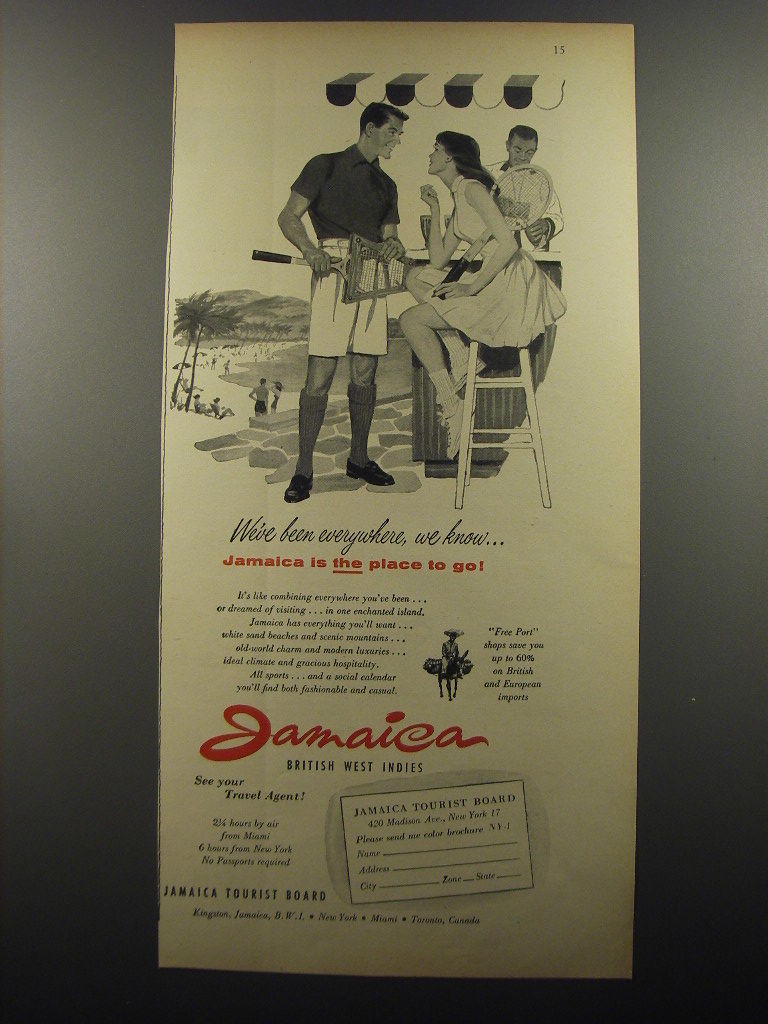 15
We've been everywhere, we know...
Jamaica is the place to go!
It's like combining everywhere you've been . . .
or dreamed of visiting . . . in one enchanted island.
Jamaica has everything you'll want . . .
white sand beaches and scenic mountains . . .
old-world charm and modern luxuries . . .
ideal climate and gracious hospitality.
All sports . . . and a social calendar
you'll find both fashionable and casual.
"Free Port"
shops save you
up to 60%
on British
and European
imports
Jamaica
BRITISH WEST INDIES
See your
Travel Agent!
2¼ hours by air
from Miami
6 hours from New York
No Passports required
JAMAICA TOURIST BOARD
420 Madison Ave., New York 17
Please send me color brochure NY-1
Name
Address
City Zone State
JAMAICA TOURIST BOARD
Kingston, Jamaica, B.W.I. • New York • Miami • Toronto, Canada